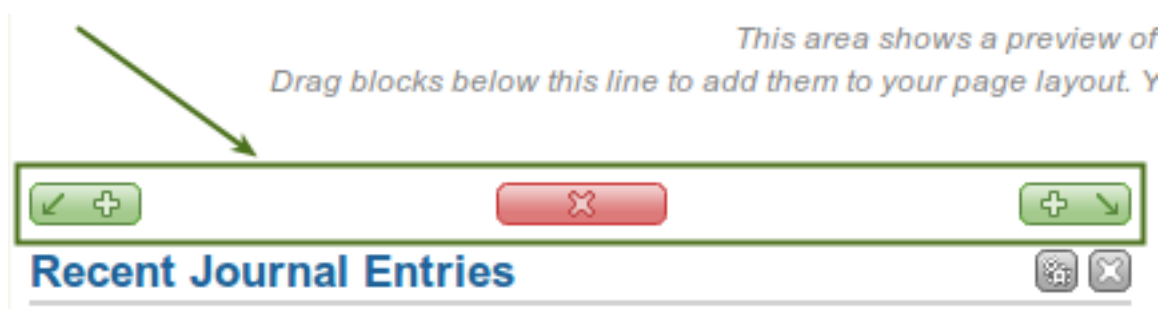 This area shows a preview of
Drag blocks below this line to add them to your page layout. Y
Recent Journal Entries